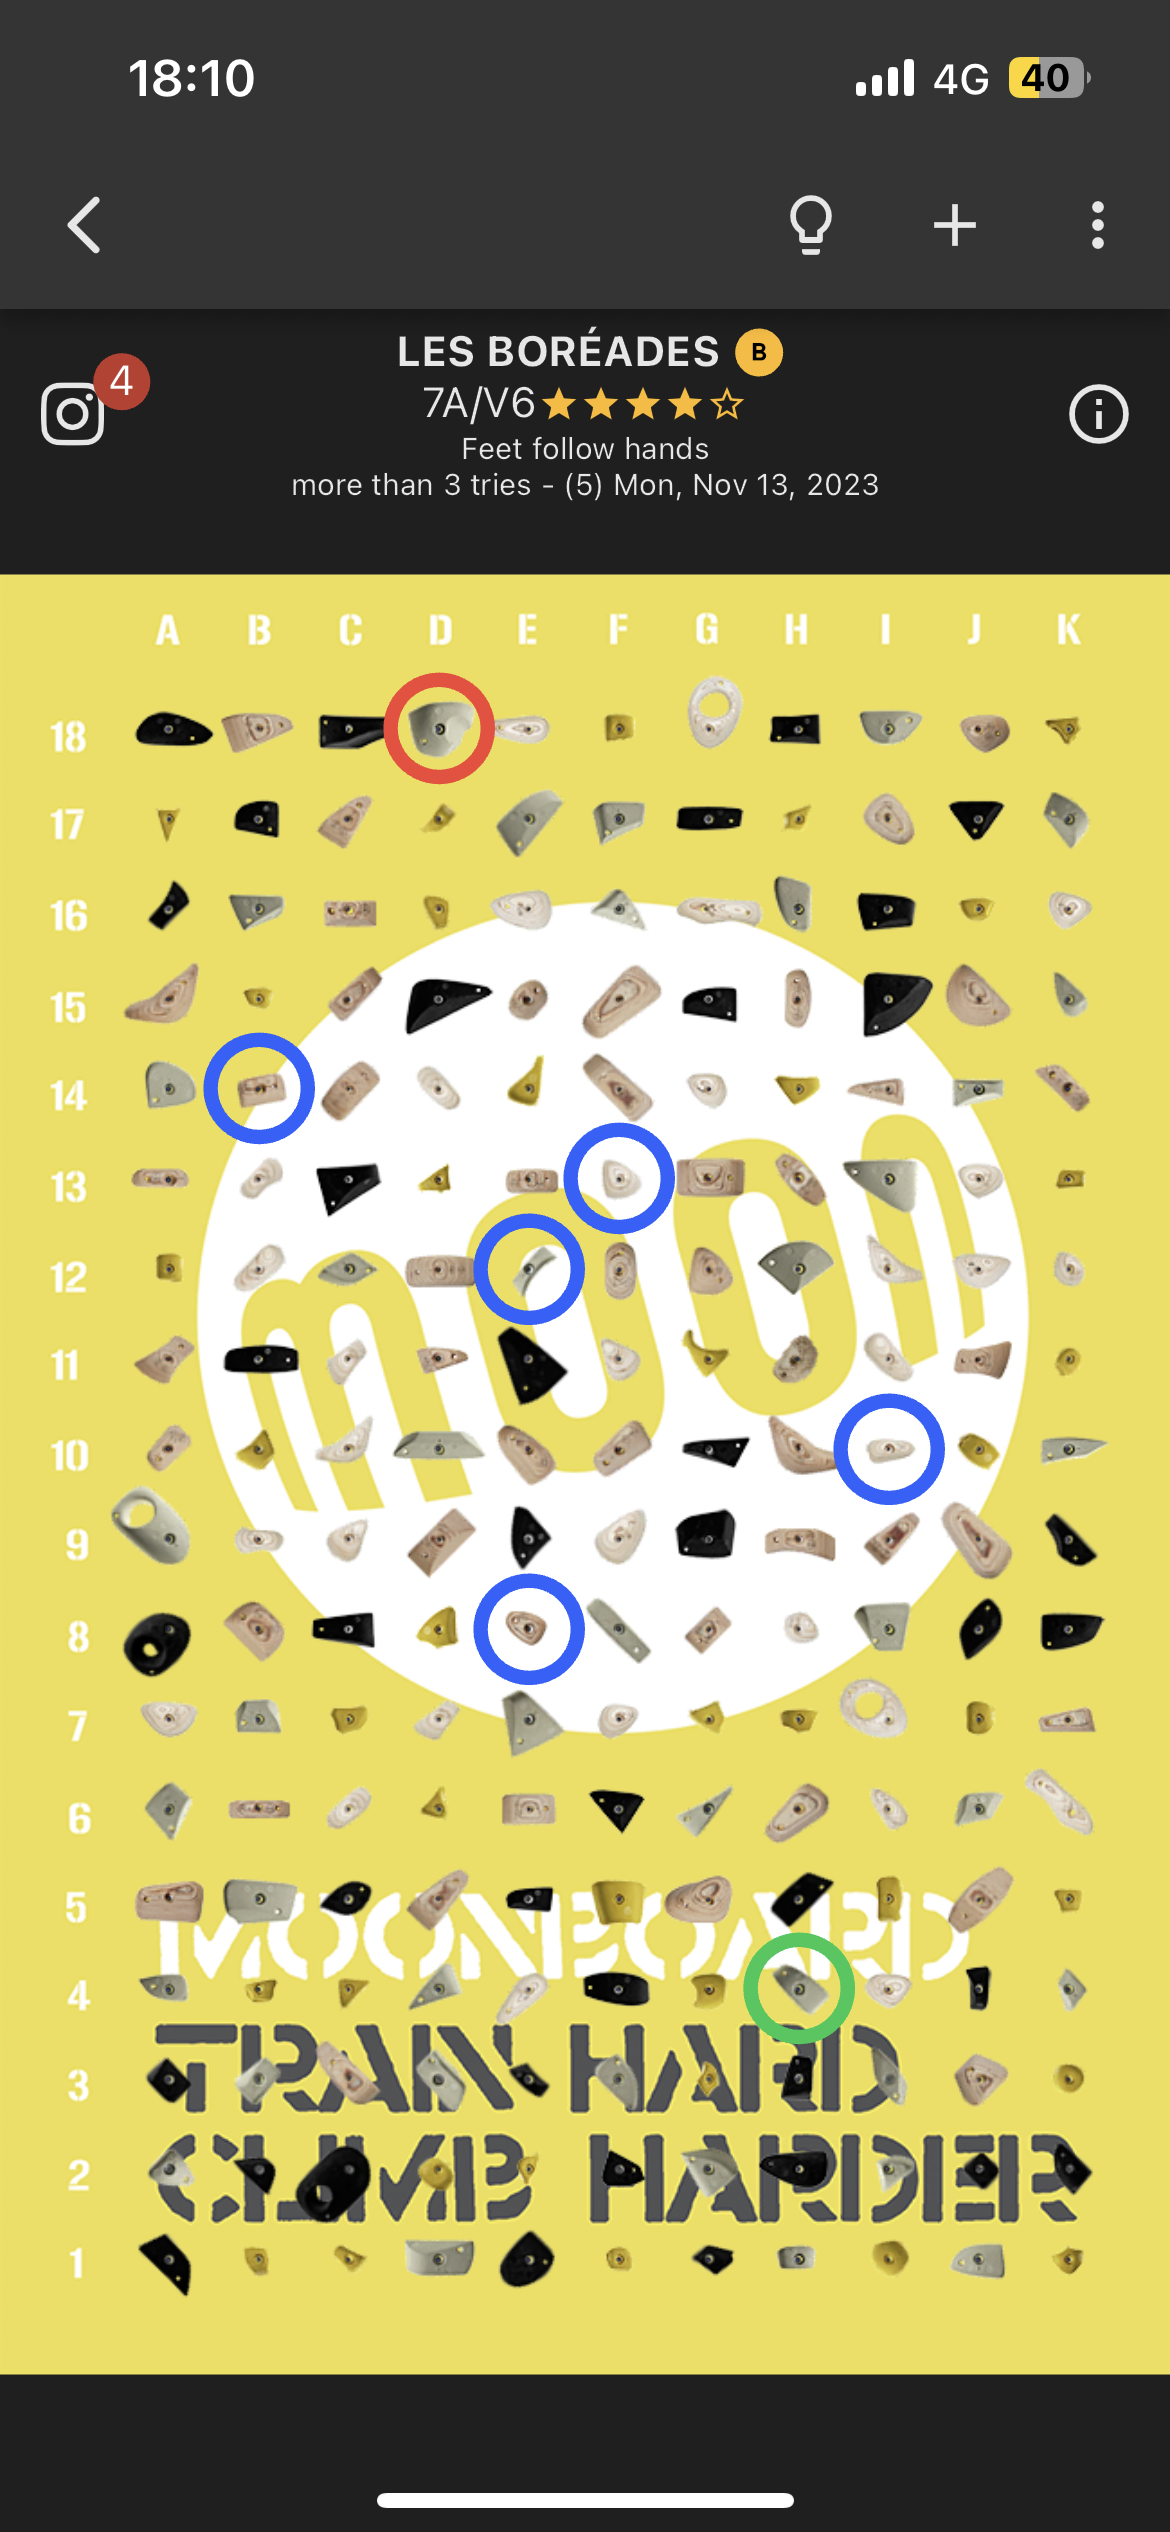 18:10
4G 40
4
LES BORÉADES B
7A/V6
Feet follow hands
more than 3 tries - (5) Mon, Nov 13, 2023
A B C D E F G H I J K
18
17
16
15
14
13
12
11
10
9
8
7
6
5
4
3
2
1
moon
MOONBOARD
TRAIN HARD
CLIMB HARDER